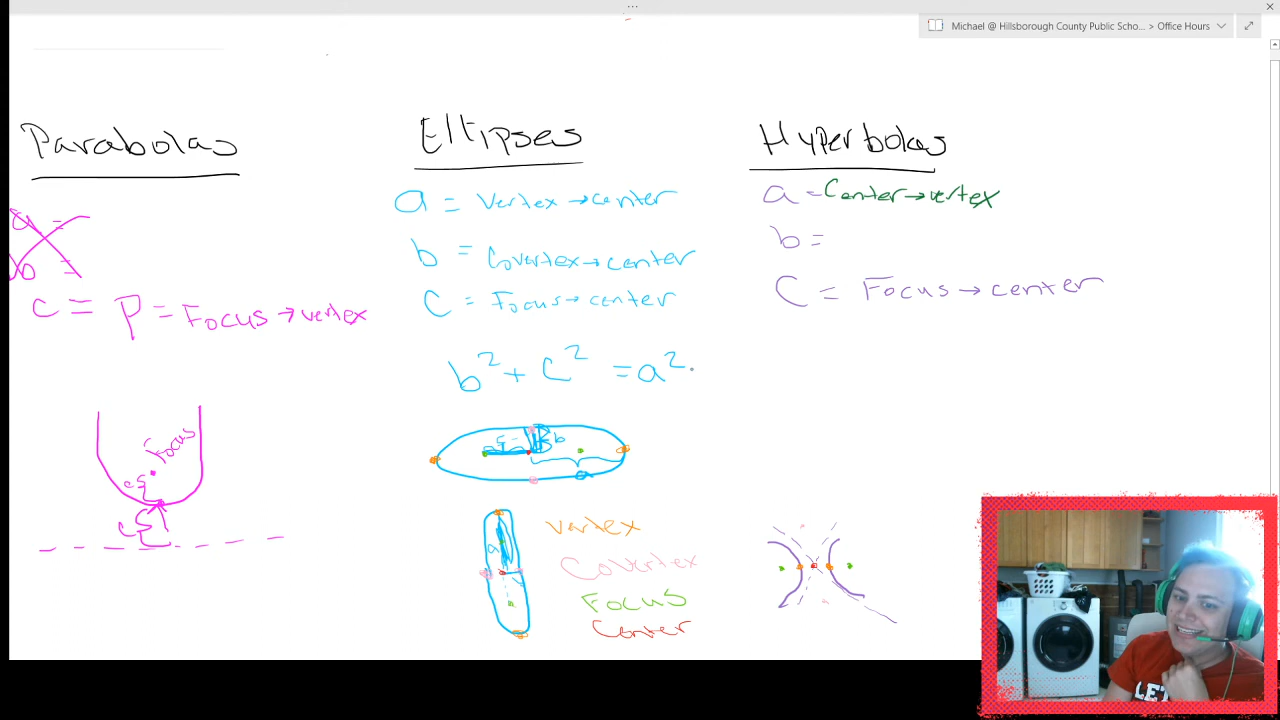 Michael @ Hillsborough County Public Scho... > Office Hours
Parabolas
a =
b =
c = p = Focus → vertex
Focus
c
c
Ellipses
a = Vertex → center
b = Covertex → center
c = Focus → center
b² + c² = a²
c
b
a
Vertex
Covertex
Focus
Center
Hyperbolas
a = Center → vertex
b =
c = Focus → center
LET